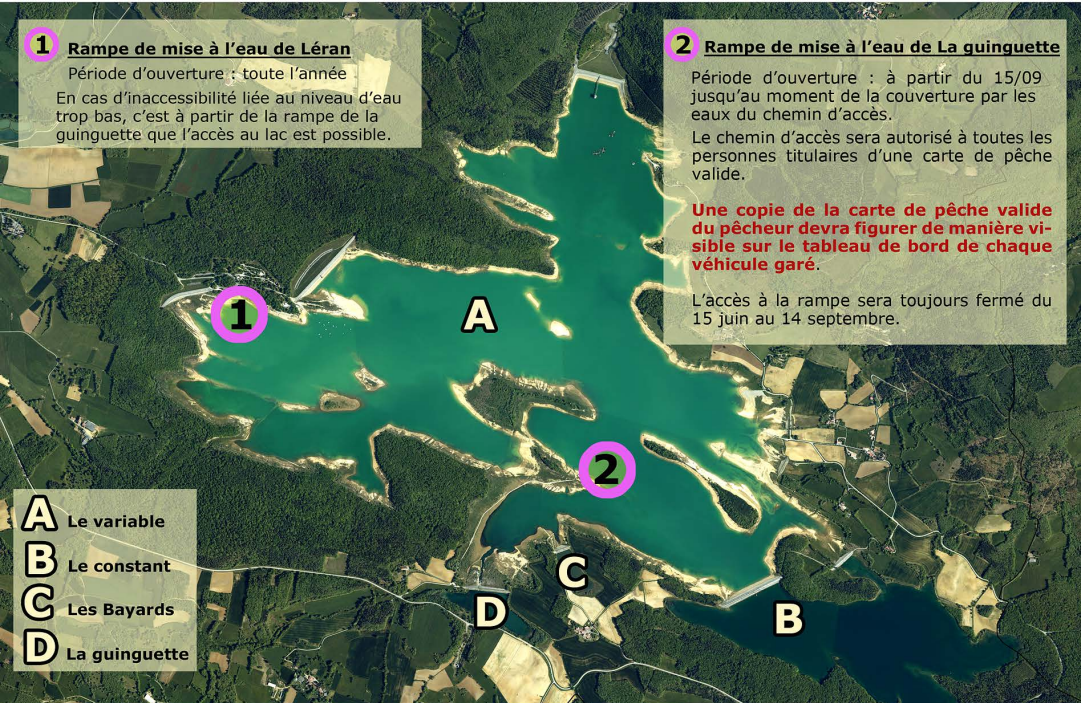 1 Rampe de mise à l'eau de Léran
Période d'ouverture : toute l'année
En cas d'inaccessibilité liée au niveau d'eau
trop bas, c'est à partir de la rampe de la
guinguette que l'accès au lac est possible.
2 Rampe de mise à l'eau de La guinguette
Période d'ouverture : à partir du 15/09
jusqu'au moment de la couverture par les
eaux du chemin d'accès.
Le chemin d'accès sera autorisé à toutes les
personnes titulaires d'une carte de pêche
valide.
Une copie de la carte de pêche valide
du pêcheur devra figurer de manière vi-
sible sur le tableau de bord de chaque
véhicule garé.
L'accès à la rampe sera toujours fermé du
15 juin au 14 septembre.
1
A
2
C
D
B
A Le variable
B Le constant
C Les Bayards
D La guinguette